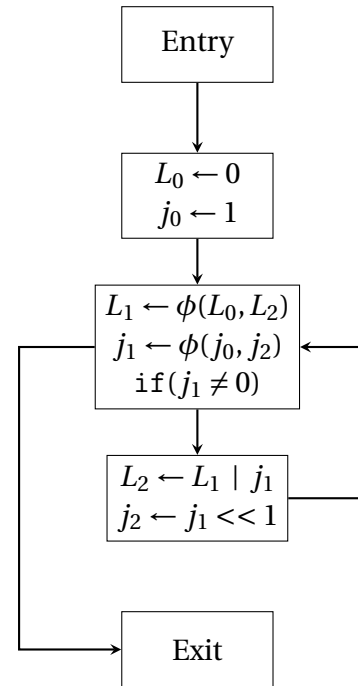 Entry
L₀ ← 0
j₀ ← 1
L₁ ← ϕ(L₀, L₂)
j₁ ← ϕ(j₀, j₂)
if(j₁ ≠ 0)
L₂ ← L₁ | j₁
j₂ ← j₁ << 1
Exit